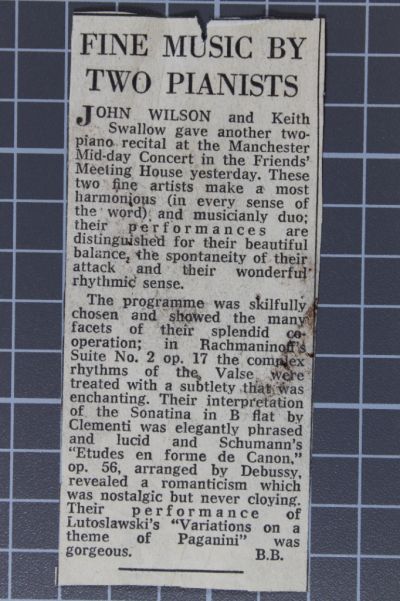 FINE MUSIC BY
TWO PIANISTS
JOHN WILSON and Keith
Swallow gave another two-
piano recital at the Manchester
Mid-day Concert in the Friends'
Meeting House yesterday. These
two fine artists make a most
harmonious (in every sense of
the word) and musicianly duo;
their performances are
distinguished for their beautiful
balance, the spontaneity of their
attack and their wonderful
rhythmic sense.
The programme was skilfully
chosen and showed the many
facets of their splendid co-
operation; in Rachmaninoff's
Suite No. 2 op. 17 the complex
rhythms of the Valse were
treated with a subtlety that was
enchanting. Their interpretation
of the Sonatina in B flat by
Clementi was elegantly phrased
and lucid and Schumann's
"Etudes en forme de Canon,"
op. 56, arranged by Debussy,
revealed a romanticism which
was nostalgic but never cloying.
Their performance of
Lutoslawski's "Variations on a
theme of Paganini" was
gorgeous. B.B.